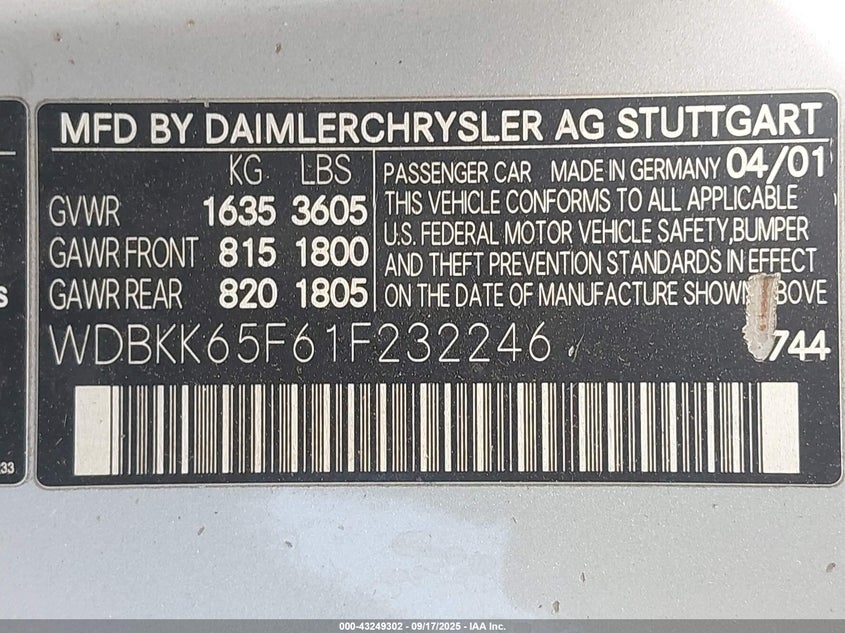 MFD BY DAIMLERCHRYSLER AG STUTTGART
KG LBS
GVWR 1635 3605
GAWR FRONT 815 1800
GAWR REAR 820 1805
PASSENGER CAR MADE IN GERMANY 04/01
THIS VEHICLE CONFORMS TO ALL APPLICABLE
U.S. FEDERAL MOTOR VEHICLE SAFETY,BUMPER
AND THEFT PREVENTION STANDARDS IN EFFECT
ON THE DATE OF MANUFACTURE SHOWN ABOVE
WDBKK65F61F232246 744
S
233
000-43249302 - 09/17/2025 - IAA Inc.